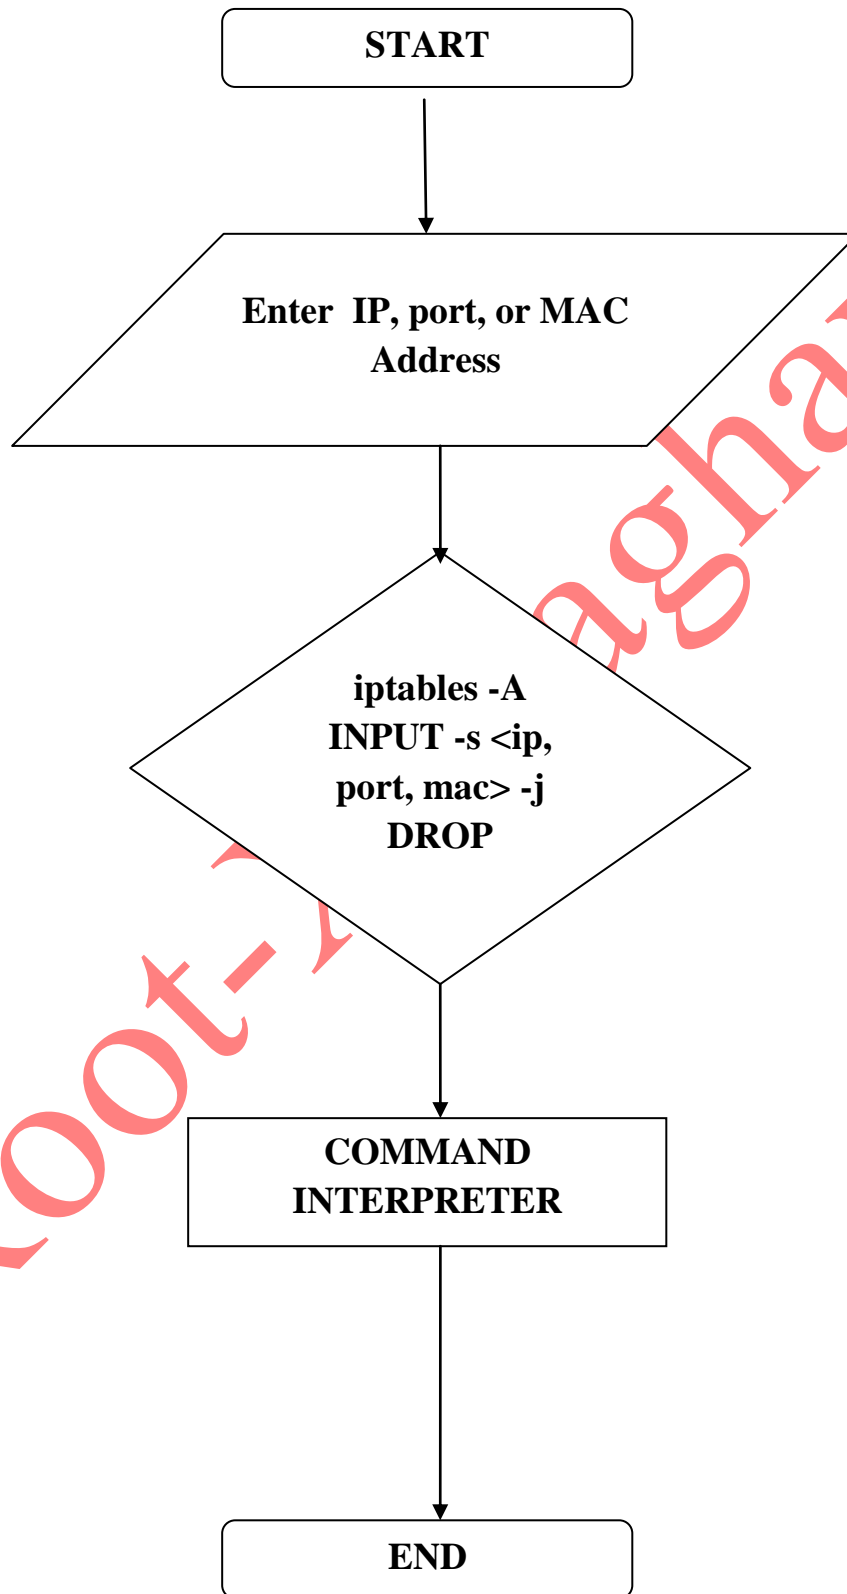 START
Enter IP, port, or MAC
Address
iptables -A
INPUT -s <ip,
port, mac> -j
DROP
COMMAND
INTERPRETER
END